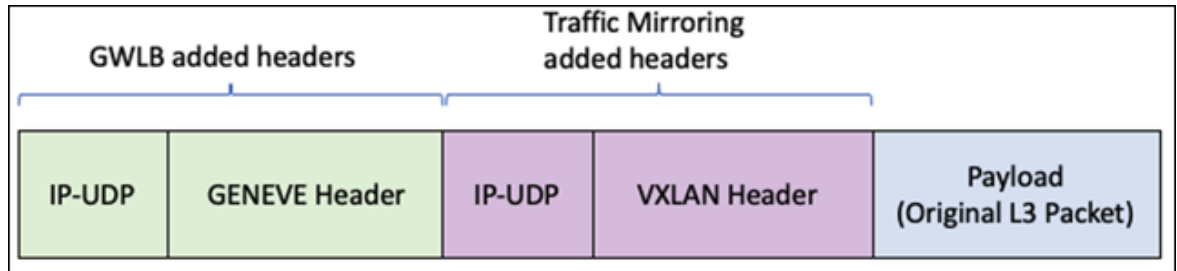 GWLB added headers
Traffic Mirroring
added headers
IP-UDP
GENEVE Header
IP-UDP
VXLAN Header
Payload
(Original L3 Packet)